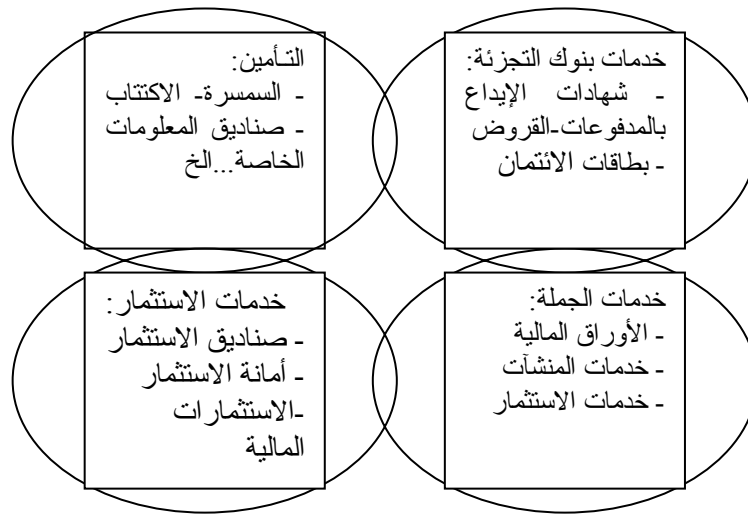 خدمات بنوك التجزئة:
- شهادات الإيداع
بالمدفوعات-القروض
- بطاقات الائتمان
التأمين:
- السمسرة- الاكتتاب
- صناديق المعلومات
الخاصة...الخ
خدمات الجملة:
- الأوراق المالية
- خدمات المنشآت
- خدمات الاستثمار
خدمات الاستثمار:
- صناديق الاستثمار
- أمانة الاستثمار
-الاستثمارات
المالية